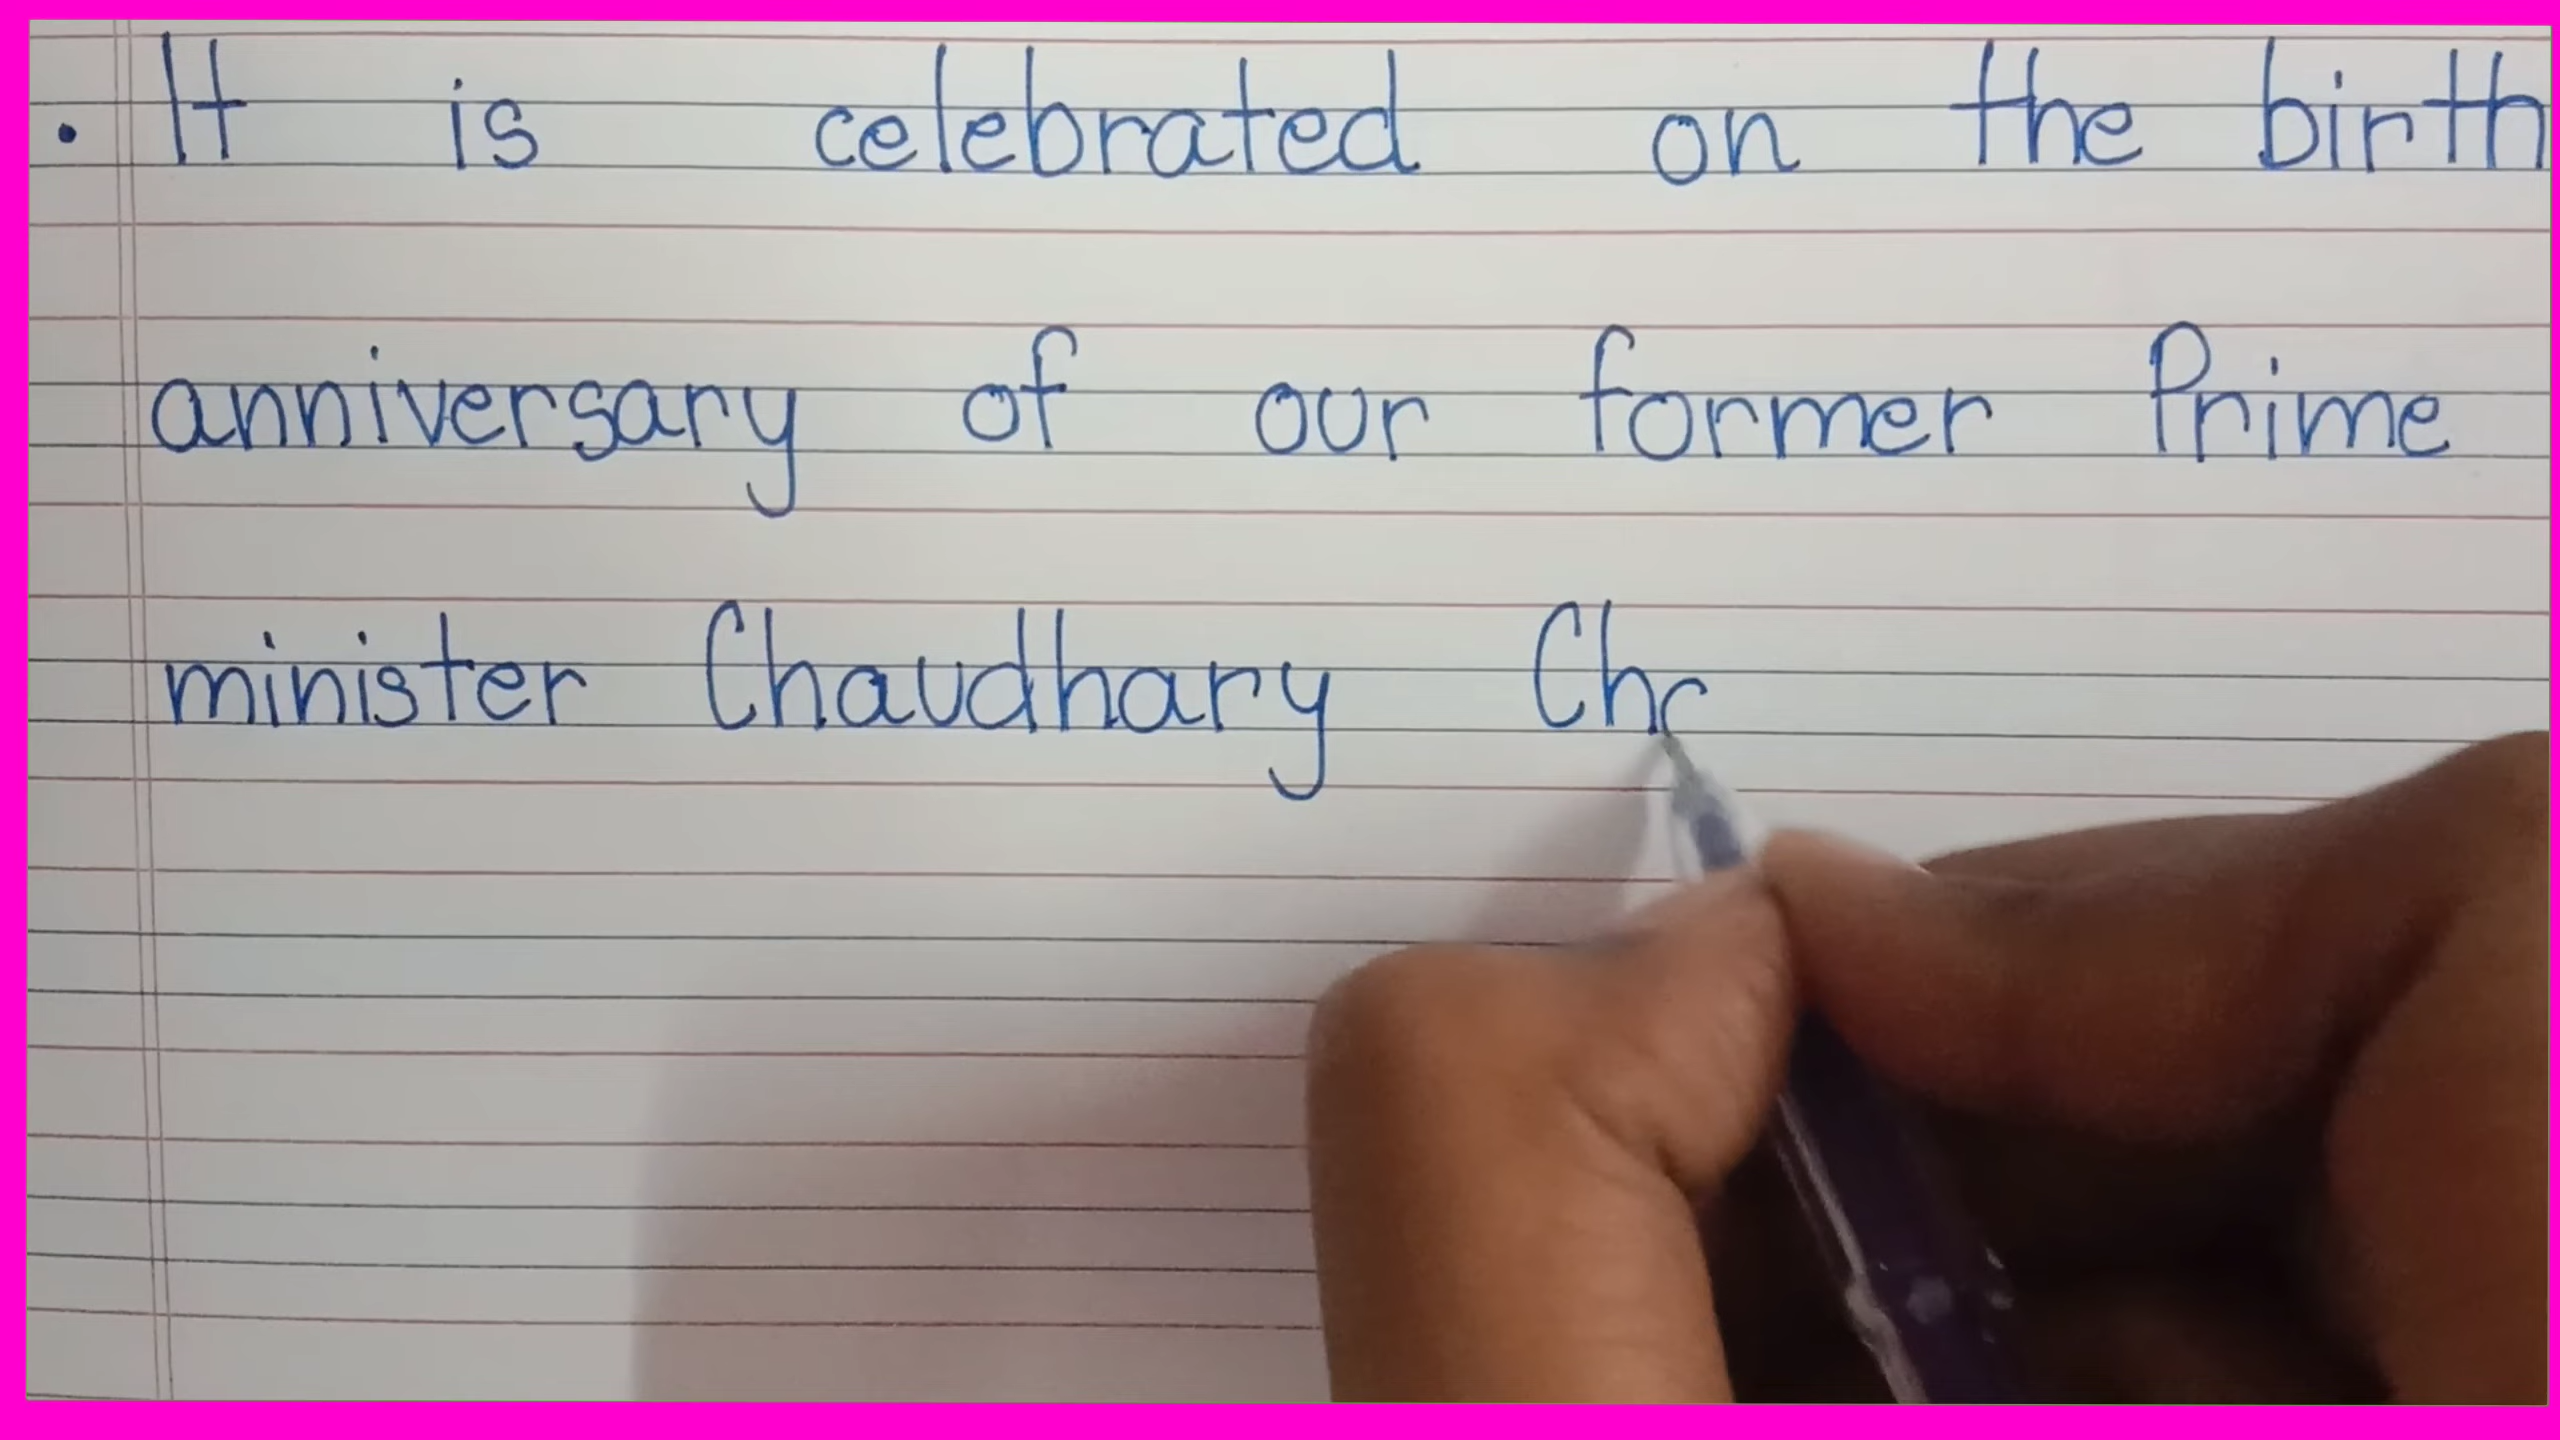 • It is celebrated on the birth
anniversary of our former Prime
minister Chaudhary Ch